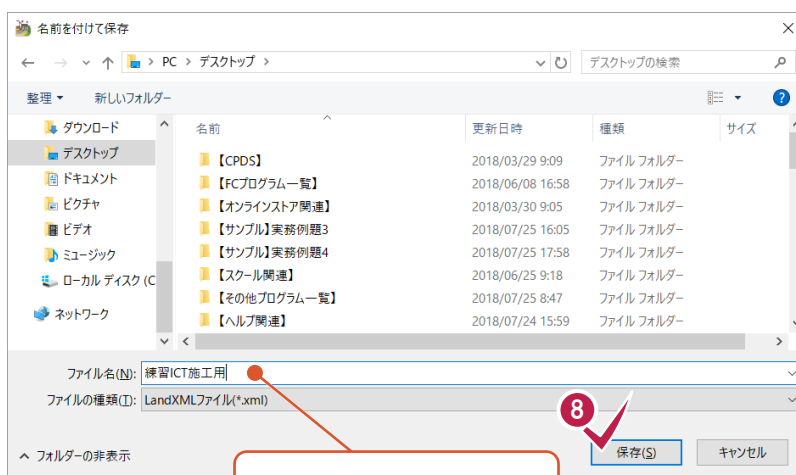 名前を付けて保存
PC > デスクトップ >
デスクトップの検索
整理
新しいフォルダー
ダウンロード
デスクトップ
ドキュメント
ピクチャ
ビデオ
ミュージック
ローカル ディスク (C
ネットワーク
名前 更新日時 種類 サイズ
【CPDS】 2018/03/29 9:09 ファイル フォルダー
【FCプログラム一覧】 2018/06/08 16:58 ファイル フォルダー
【オンラインストア関連】 2018/03/30 9:05 ファイル フォルダー
【サンプル】実務例題3 2018/07/25 16:05 ファイル フォルダー
【サンプル】実務例題4 2018/07/25 17:58 ファイル フォルダー
【スクール関連】 2018/06/25 9:18 ファイル フォルダー
【その他プログラム一覧】 2018/07/25 8:47 ファイル フォルダー
【ヘルプ関連】 2018/07/24 15:59 ファイル フォルダー
ファイル名(N): 練習ICT施工用
ファイルの種類(T): LandXMLファイル(*.xml)
8
フォルダーの非表示
保存(S)
キャンセル